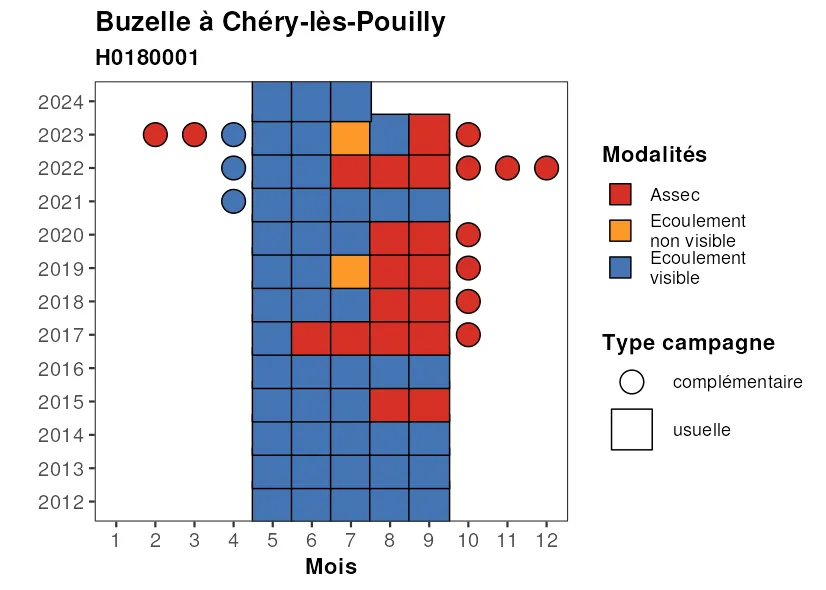 Buzelle à Chéry-lès-Pouilly
H0180001
2024
2023
2022
2021
2020
2019
2018
2017
2016
2015
2014
2013
2012
1 2 3 4 5 6 7 8 9 10 11 12
Mois
Modalités
Assec
Ecoulement
non visible
Ecoulement
visible
Type campagne
complémentaire
usuelle